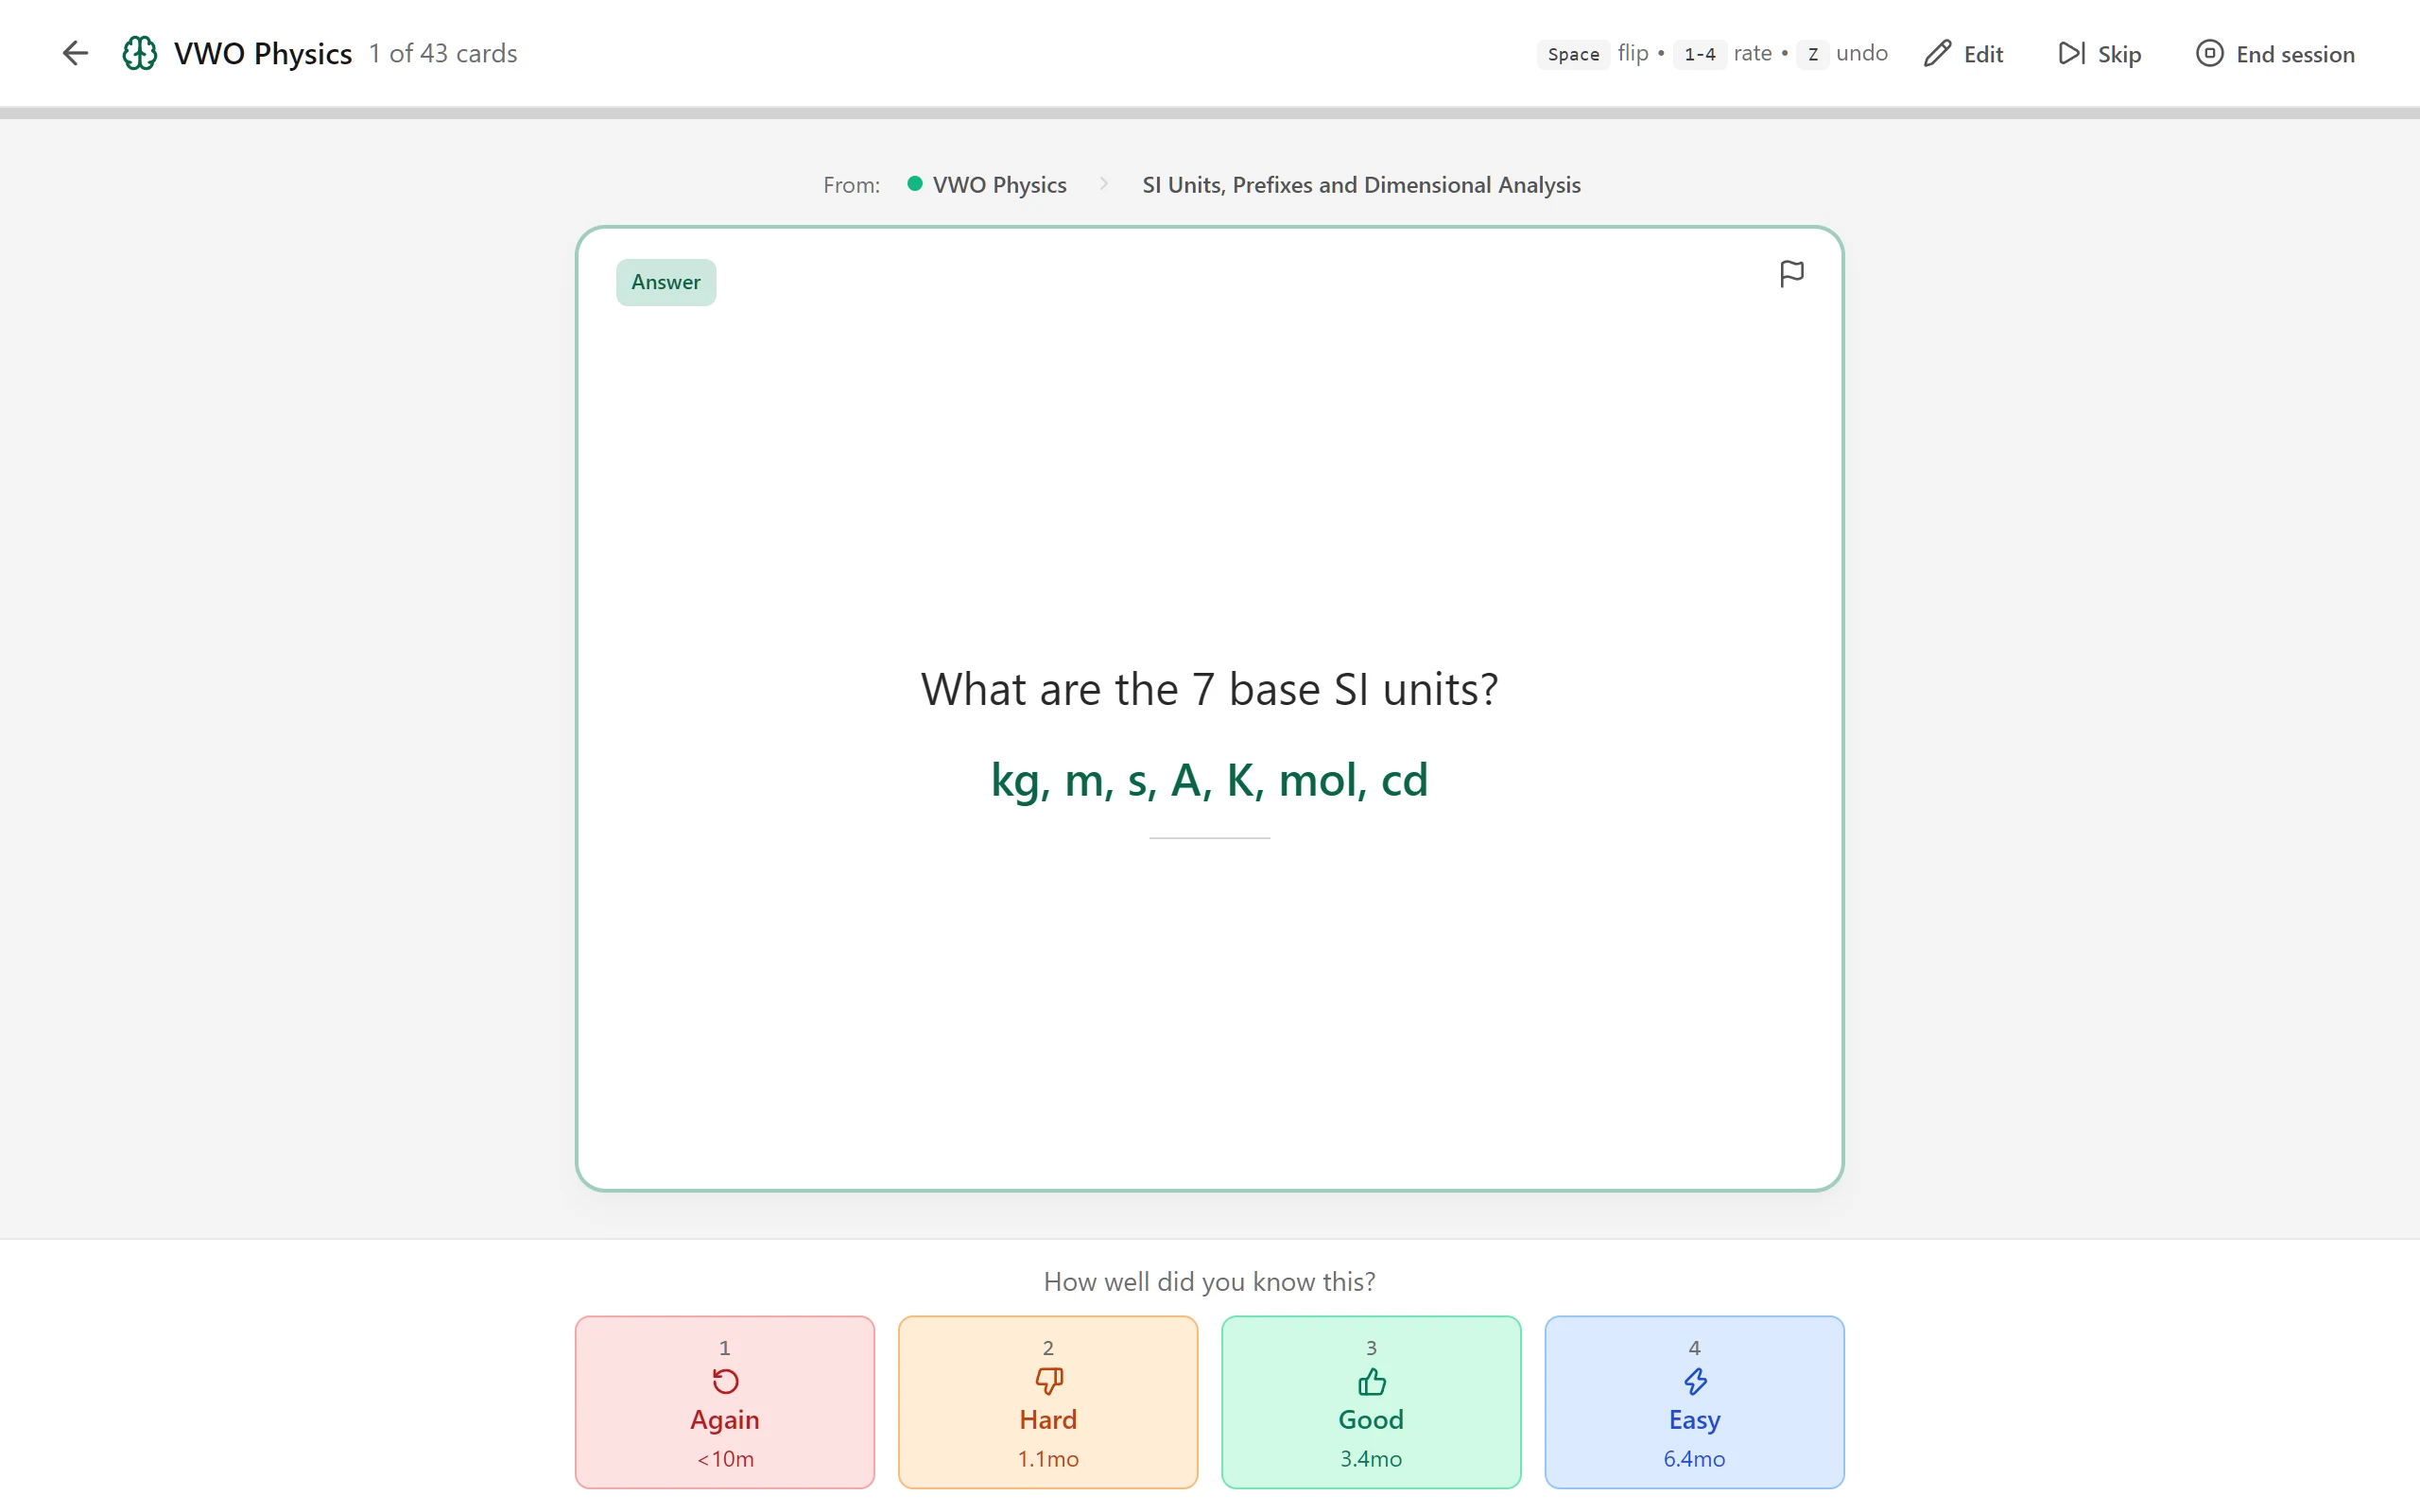 VWO Physics 1 of 43 cards
Space flip • 1-4 rate • Z undo
Edit
Skip
End session
From: VWO Physics SI Units, Prefixes and Dimensional Analysis
Answer
What are the 7 base SI units?
kg, m, s, A, K, mol, cd
How well did you know this?
1
Again
<10m
2
Hard
1.1mo
3
Good
3.4mo
4
Easy
6.4mo